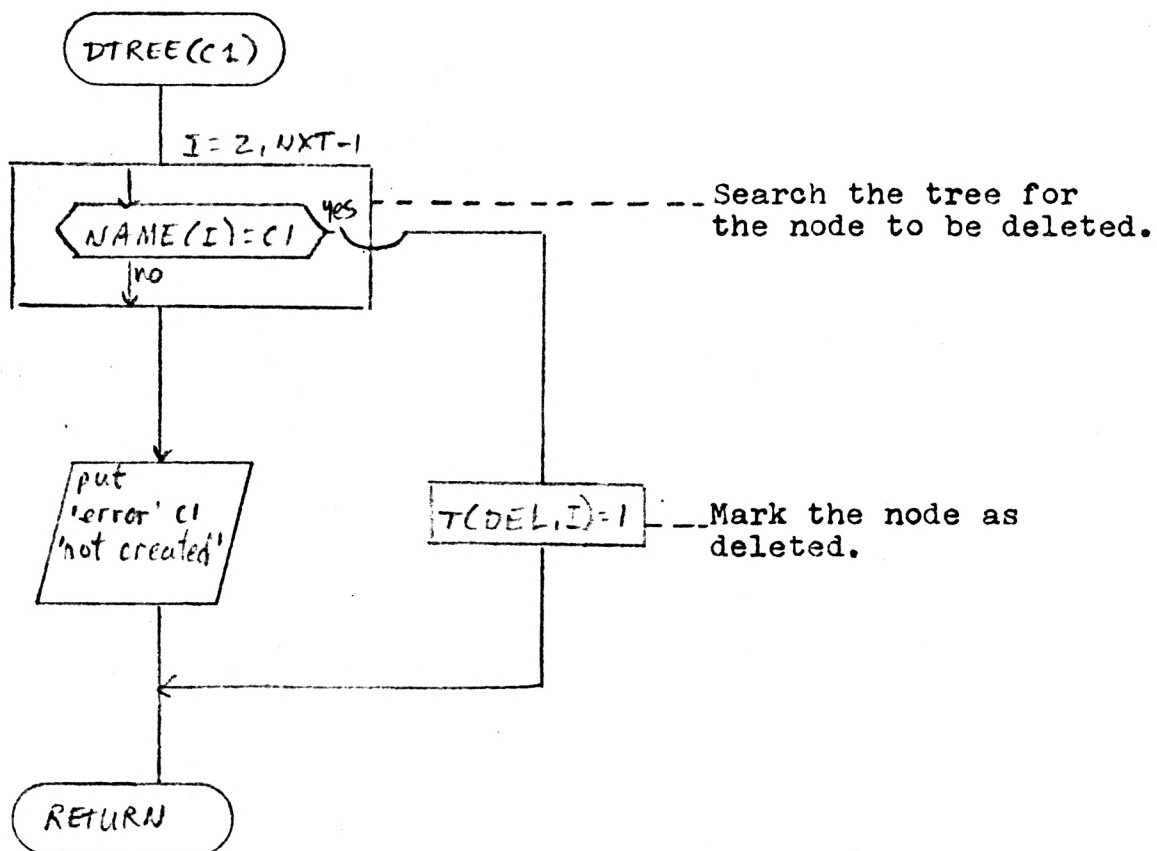 DTREE(C1)
I=2, NXT-1
NAME(I)=C1
yes
no
Search the tree for
the node to be deleted.
put
'error' C1
'not created'
T(DEL,I)=1
Mark the node as
deleted.
RETURN